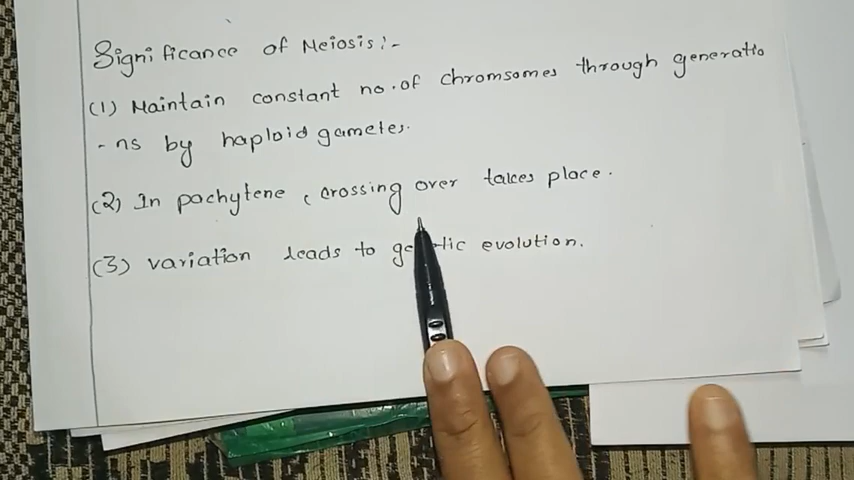 Significance of Meiosis:-
(1) Maintain constant no. of chromsomes through generatio
- ns by haploid gametes.
(2) In pachytene, crossing over takes place.
(3) variation leads to evolution.